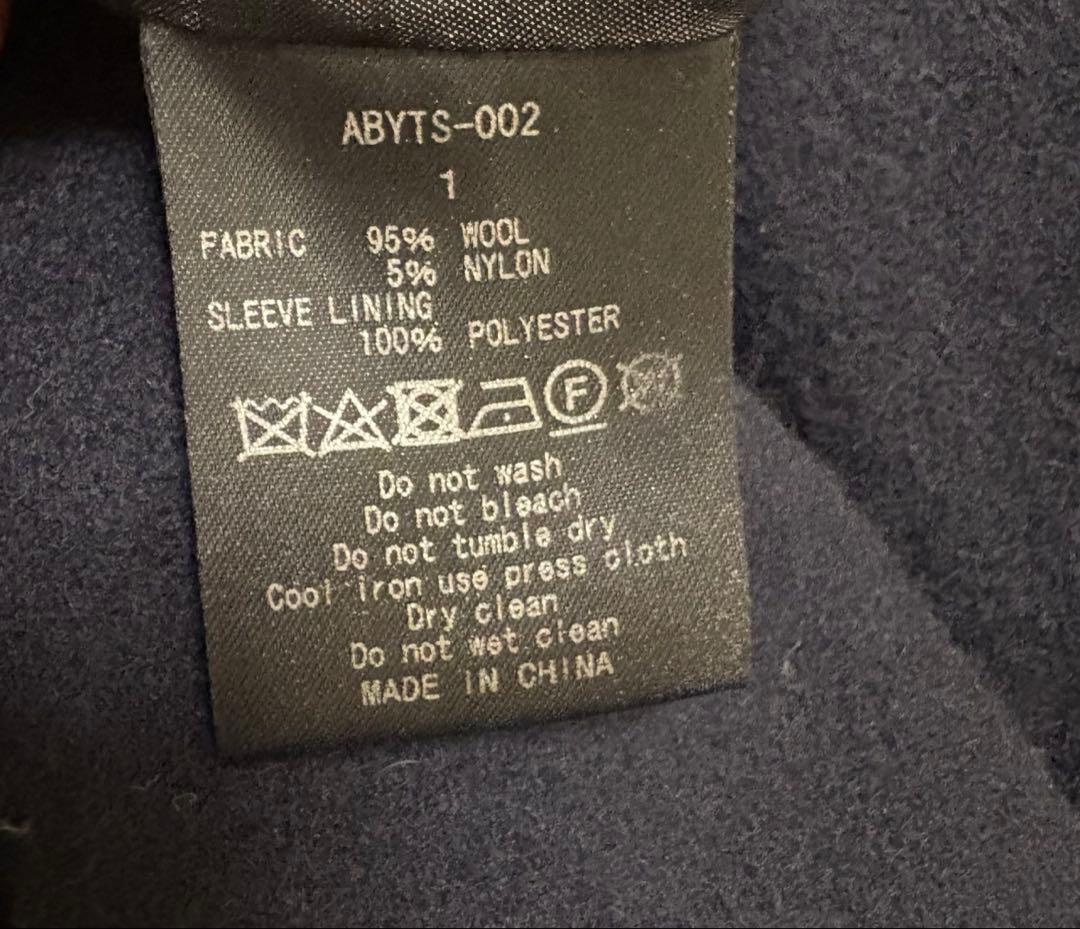 ABYTS-002
1
FABRIC 95% WOOL
5% NYLON
SLEEVE LINING
100% POLYESTER
F
Do not wash
Do not bleach
Do not tumble dry
Cool iron use press cloth
Dry clean
Do not wet clean
MADE IN CHINA